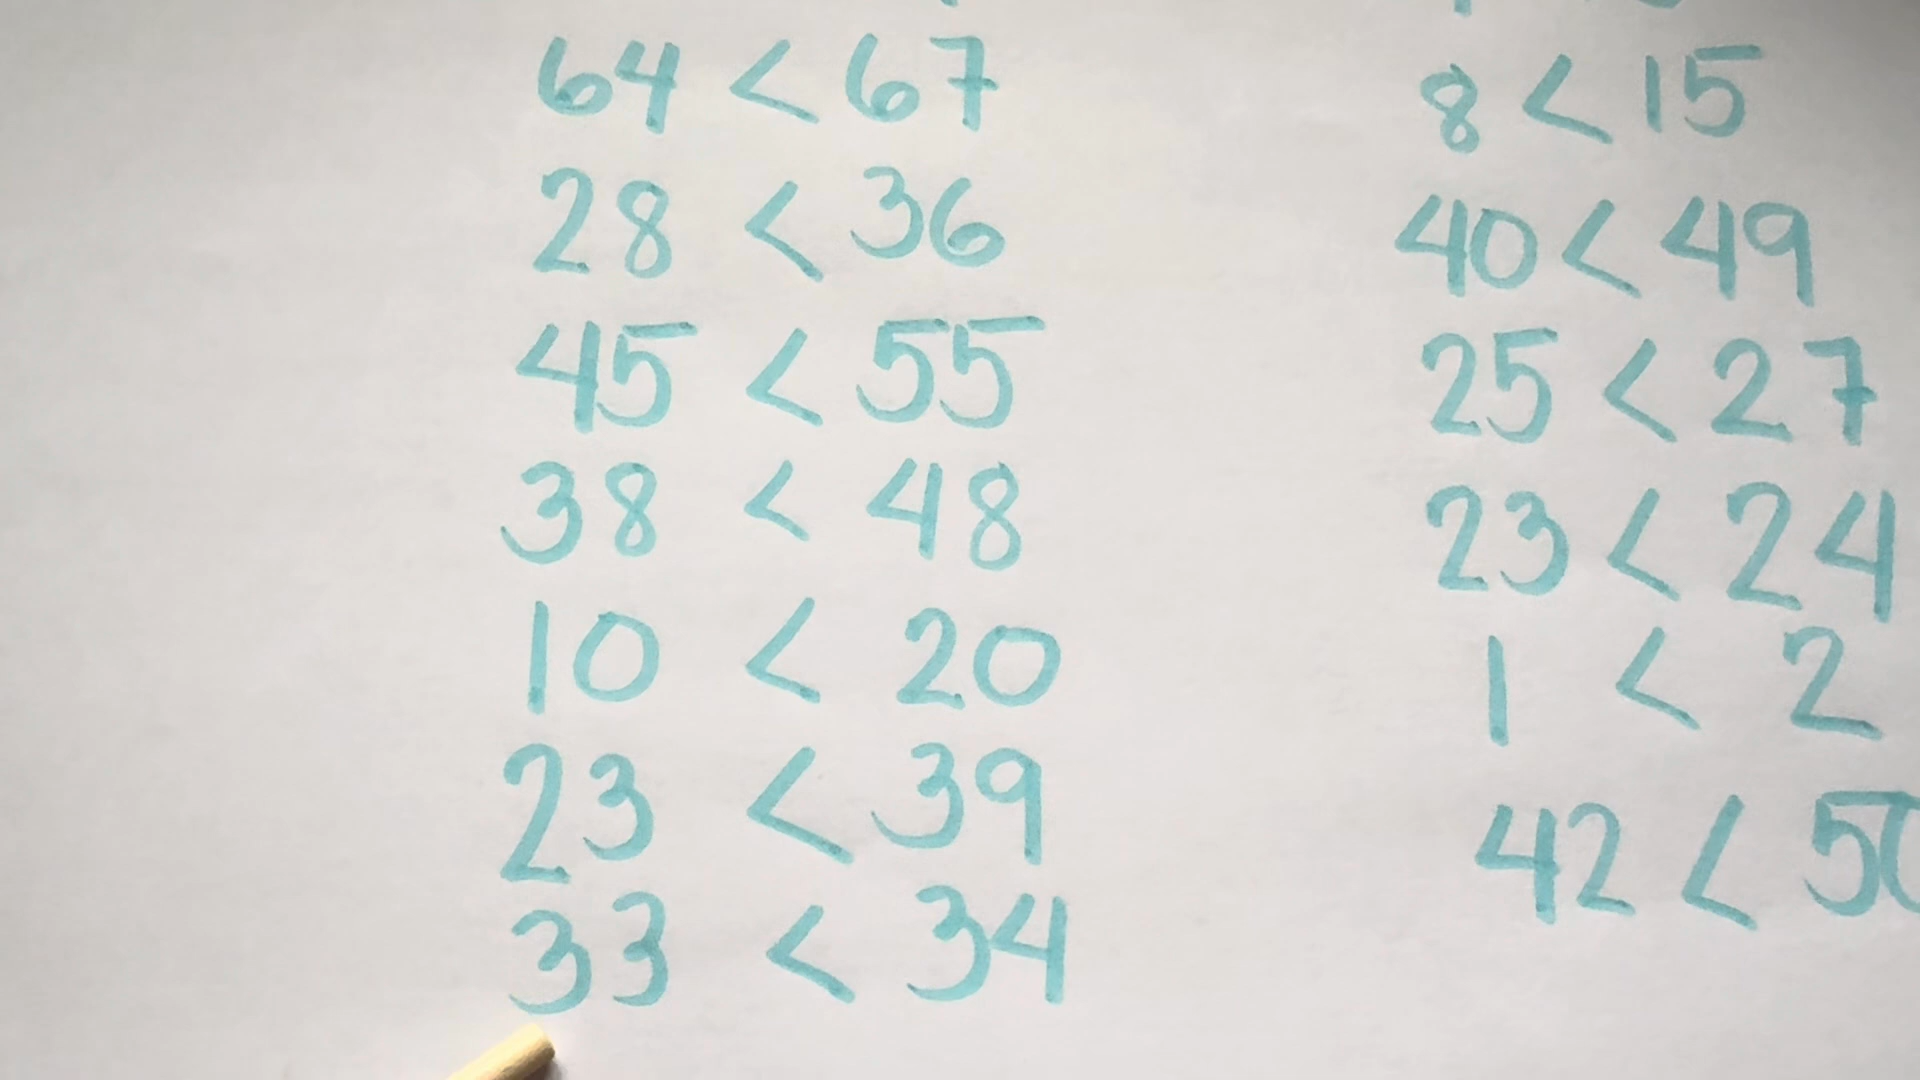 64 < 67
28 < 36
45 < 55
38 < 48
10 < 20
23 < 39
33 < 34
8 < 15
40 < 49
25 < 27
23 < 24
1 < 2
42 < 50